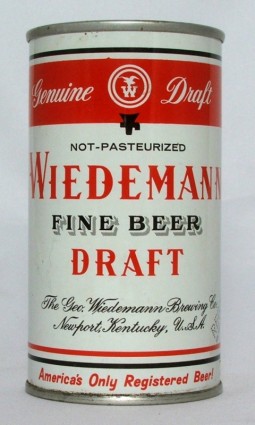 Genuine Draft
W
NOT-PASTEURIZED
WIEDEMANN
FINE BEER
DRAFT
The Geo. Wiedemann Brewing Co.
Newport, Kentucky, U.S.A.
America's Only Registered Beer!